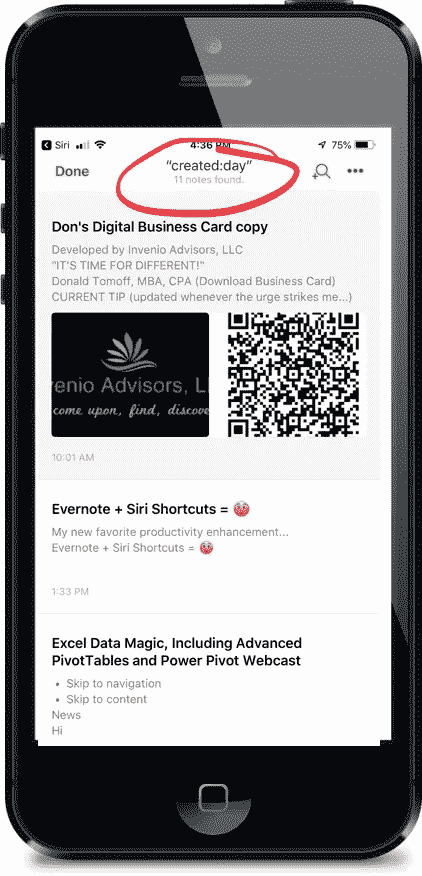 Siri
4:36 PM
75%
Done
“created:day”
11 notes found.
Don's Digital Business Card copy
Developed by Invenio Advisors, LLC
"IT'S TIME FOR DIFFERENT!"
Donald Tomoff, MBA, CPA (Download Business Card)
CURRENT TIP (updated whenever the urge strikes me...)
venio Advisors, LL
come upon, find, discove
10:01 AM
Evernote + Siri Shortcuts = 🤩
My new favorite productivity enhancement...
Evernote + Siri Shortcuts = 🤩
1:33 PM
Excel Data Magic, Including Advanced
PivotTables and Power Pivot Webcast
• Skip to navigation
• Skip to content
News
Hi